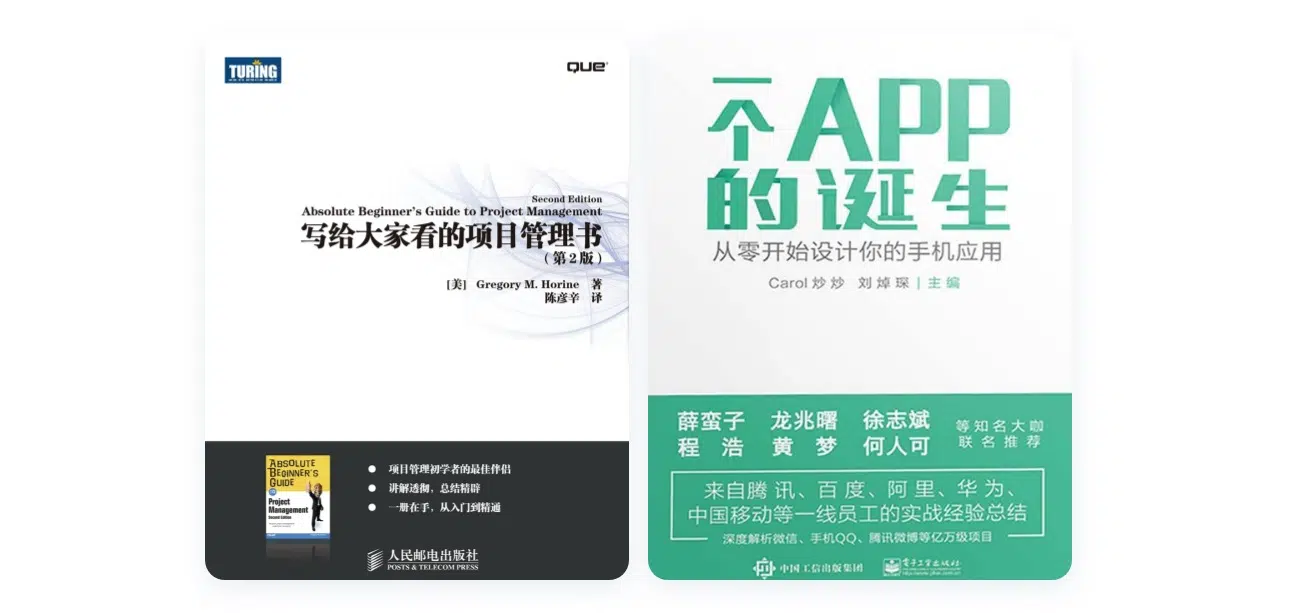 TURING
QUE
Second Edition
Absolute Beginner's Guide to Project Management
写给大家看的项目管理书
(第2版)
[美] Gregory M. Horine 著
陈彦辛 译
ABSOLUTE
BEGINNER'S
GUIDE
Project
Management
Second Edition
项目管理初学者的最佳伴侣
讲解透彻，总结精辟
一册在手，从入门到精通
人民邮电出版社
POSTS & TELECOM PRESS
一个APP
的诞生
从零开始设计你的手机应用
Carol炒炒 刘焯琛|主编
薛蛮子 龙兆曙 徐志斌
程浩 黄梦 何人可
等知名大咖
联名推荐
来自腾讯、百度、阿里、华为、
中国移动等一线员工的实战经验总结
深度解析微信、手机QQ、腾讯微博等亿万级项目
中国工信出版集团
电子工业出版社